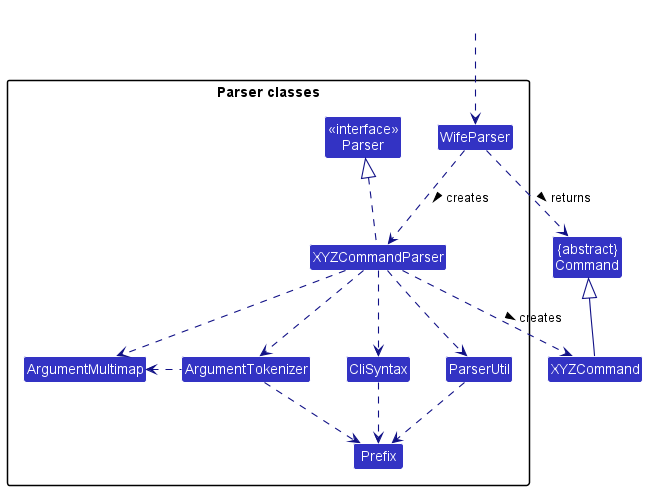 Parser classes
«interface»
Parser
WifeParser
creates
returns
{abstract}
Command
XYZCommandParser
creates
ArgumentMultimap
ArgumentTokenizer
CliSyntax
ParserUtil
XYZCommand
Prefix